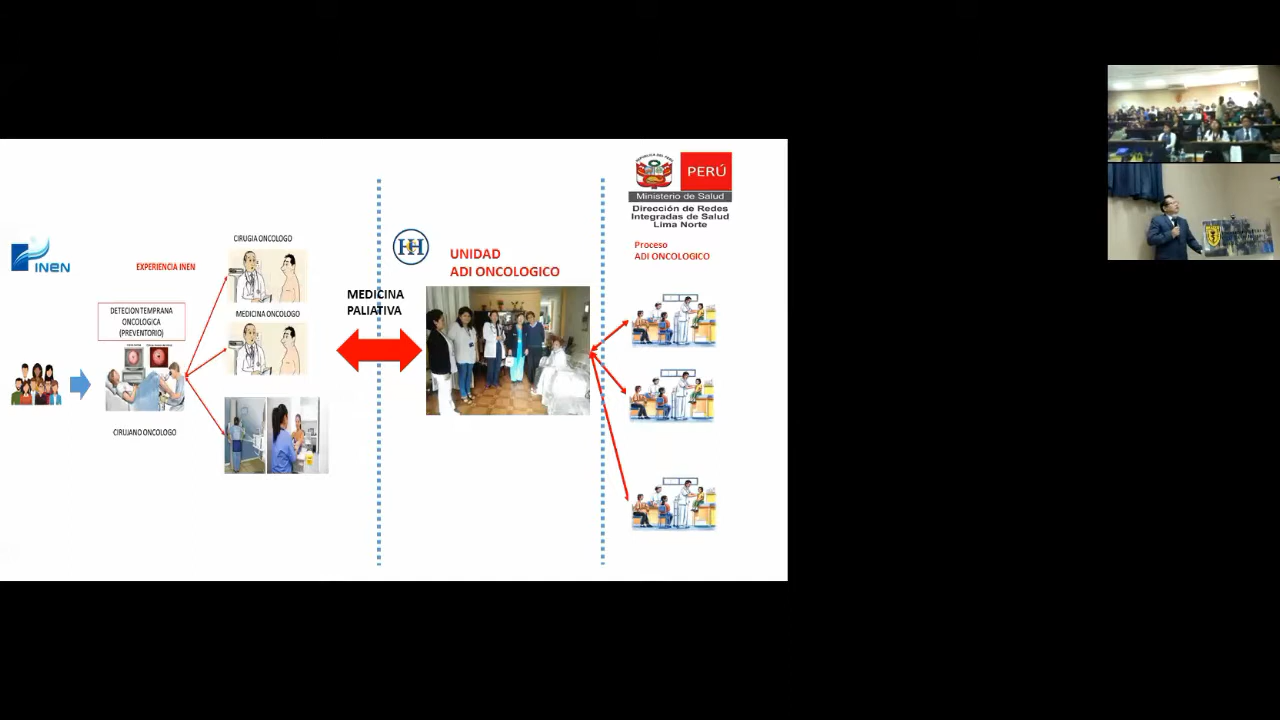 INEN
EXPERIENCIA INEN
DETECION TEMPRANA
ONCOLOGICA
(PREVENTORIO)
CIRUJANO ONCOLOGO
CIRUGIA ONCOLOGO
MEDICINA ONCOLOGO
MEDICINA
PALIATIVA
UNIDAD
ADI ONCOLOGICO
PERÚ
Ministerio de Salud
Dirección de Redes
Integradas de Salud
Lima Norte
Proceso
ADI ONCOLOGICO